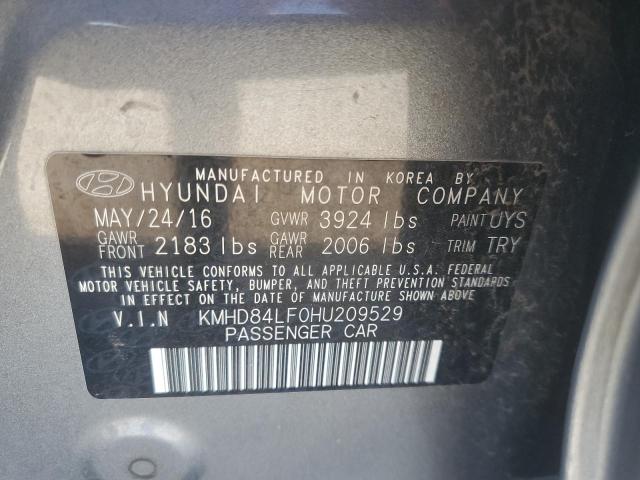 MANUFACTURED IN KOREA BY
HYUNDAI MOTOR COMPANY
MAY/24/16 GVWR 3924 lbs PAINT UYS
GAWR FRONT 2183 lbs GAWR REAR 2006 lbs TRIM TRY
THIS VEHICLE CONFORMS TO ALL APPLICABLE U.S.A. FEDERAL
MOTOR VEHICLE SAFETY, BUMPER, AND THEFT PREVENTION STANDARDS
IN EFFECT ON THE DATE OF MANUFACTURE SHOWN ABOVE
V.I.N KMHD84LF0HU209529
PASSENGER CAR